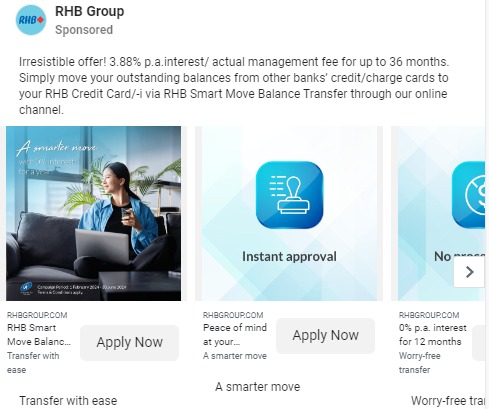 RHB
RHB Group
Sponsored
Irresistible offer! 3.88% p.a.interest/ actual management fee for up to 36 months.
Simply move your outstanding balances from other banks’ credit/charge cards to
your RHB Credit Card/-i via RHB Smart Move Balance Transfer through our online
channel.
A smarter move
with 0% interest
for a year.
Campaign Period: 1 February 2024 - 30 June 2024
Terms & Conditions apply.
Instant approval
No proce
RHBGROUP.COM
RHB Smart
Move Balanc...
Transfer with
ease
Apply Now
RHBGROUP.COM
Peace of mind
at your...
A smarter move
Apply Now
RHBGROUP.COM
0% p.a. interest
for 12 months
Worry-free
transfer
Transfer with ease
A smarter move
Worry-free tra